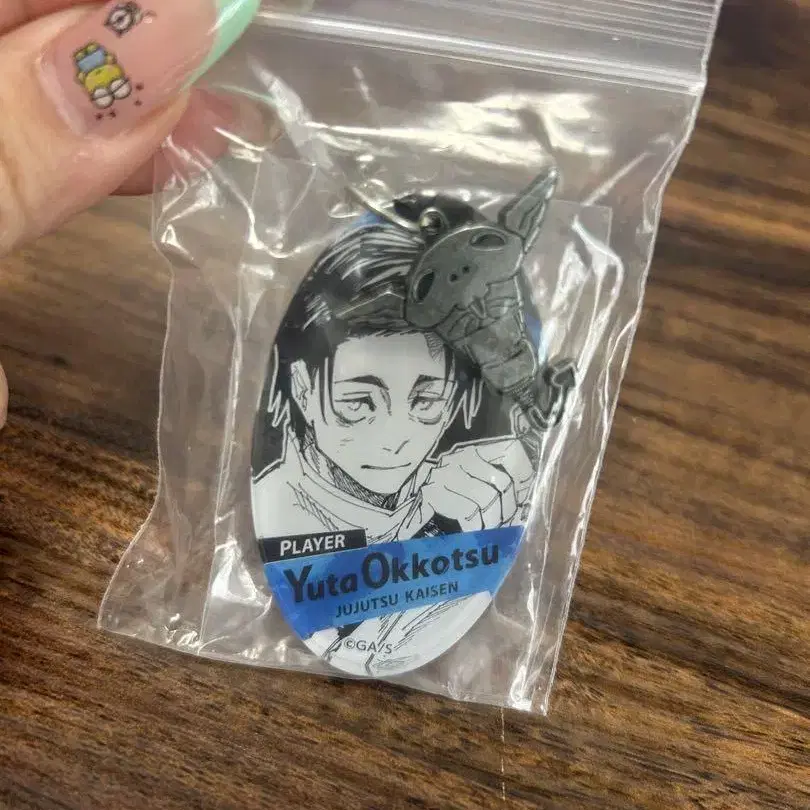 PLAYER
Yuta Okkotsu
JUJUTSU KAISEN
©GA/S